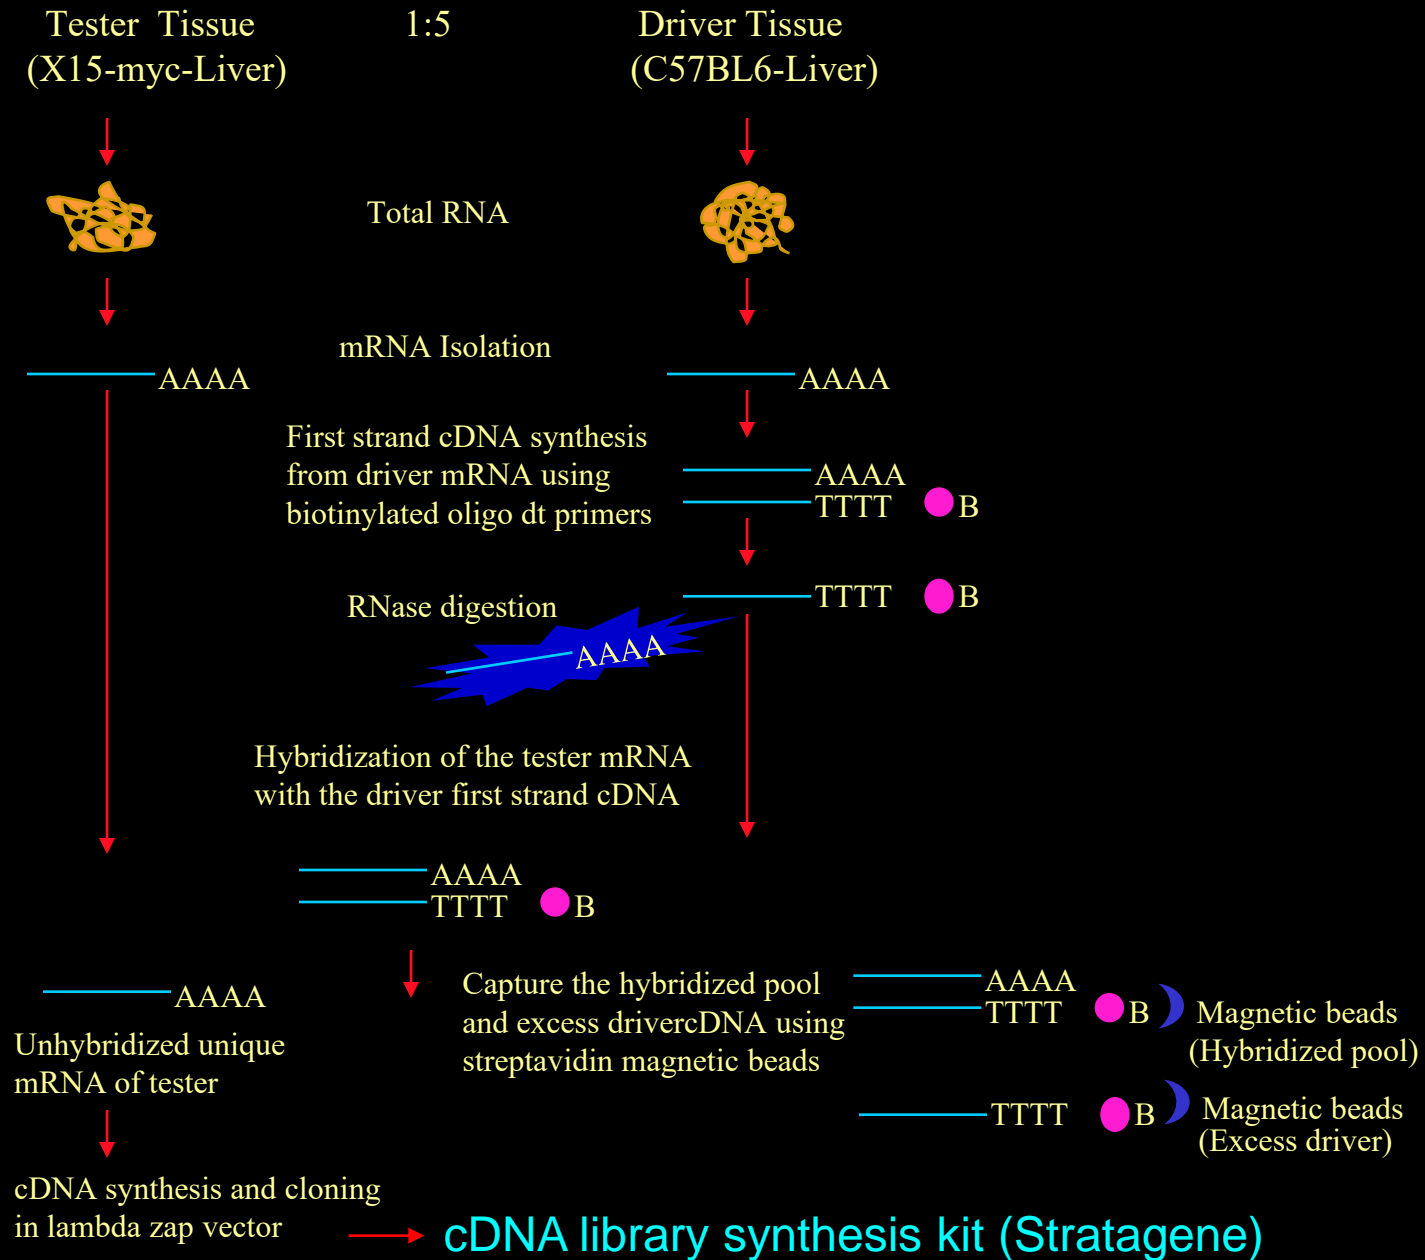 Tester  Tissue
(X15-myc-Liver)
1:5
Driver Tissue
(C57BL6-Liver)
Total RNA
mRNA Isolation
AAAA
AAAA
First strand cDNA synthesis
from driver mRNA using
biotinylated oligo dt primers
AAAA
TTTT B
RNase digestion
TTTT B
AAAA
Hybridization of the tester mRNA
with the driver first strand cDNA
AAAA
TTTT B
AAAA
Unhybridized unique
mRNA of tester
Capture the hybridized pool
and excess drivercDNA using
streptavidin magnetic beads
AAAA
TTTT B
Magnetic beads
(Hybridized pool)
TTTT B
Magnetic beads
(Excess driver)
cDNA synthesis and cloning
in lambda zap vector
cDNA library synthesis kit (Stratagene)